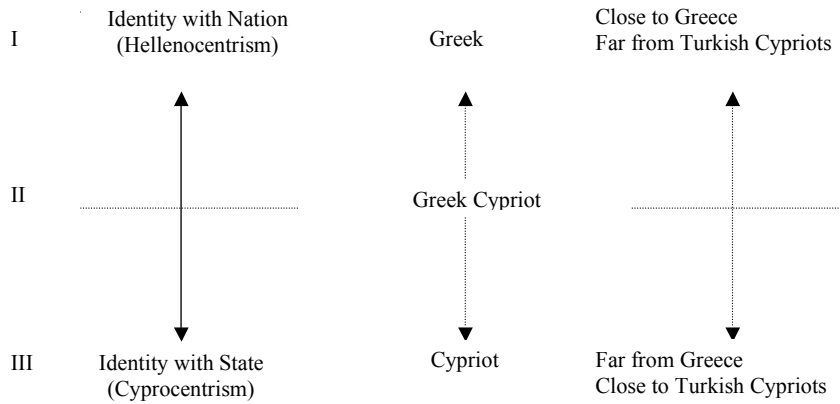 I
Identity with Nation
(Hellenocentrism)
Greek
Close to Greece
Far from Turkish Cypriots
II
Greek Cypriot
III
Identity with State
(Cyprocentrism)
Cypriot
Far from Greece
Close to Turkish Cypriots